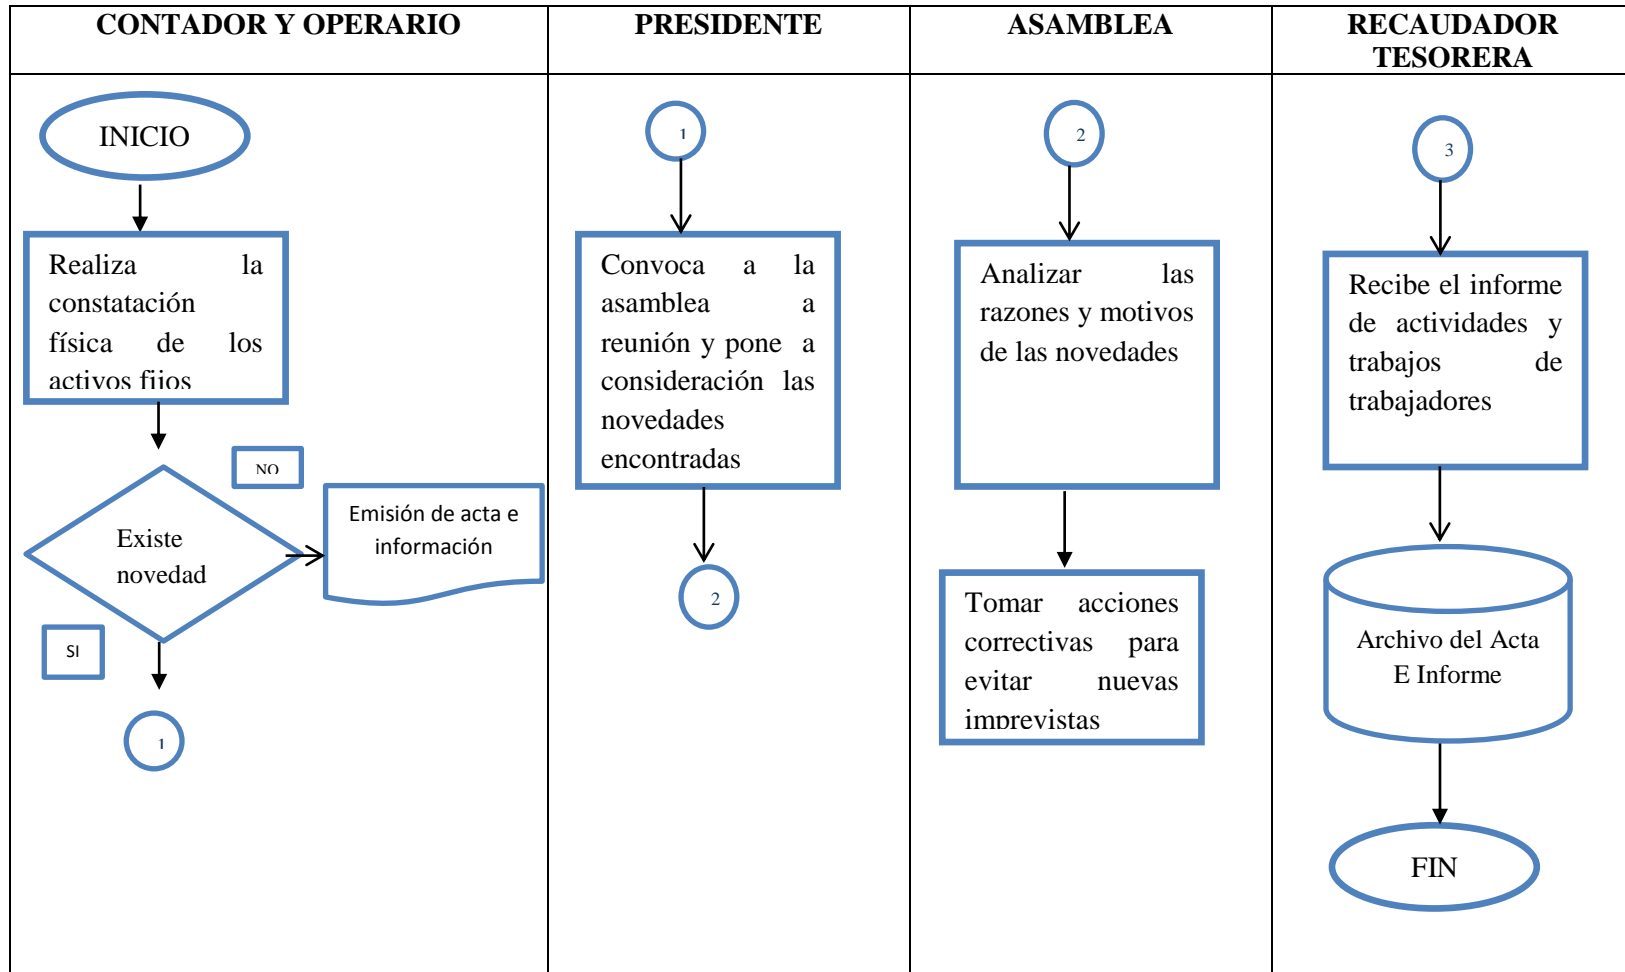 CONTADOR Y OPERARIO
PRESIDENTE
ASAMBLEA
RECAUDADOR
TESORERA
INICIO
Realiza la
constatación
física de los
activos fijos
NO
Existe
novedad
Emisión de acta e
información
SI
1
1
Convoca a la
asamblea a
reunión y pone a
consideración las
novedades
encontradas
2
2
Analizar las
razones y motivos
de las novedades
Tomar acciones
correctivas para
evitar nuevas
imprevistas
3
Recibe el informe
de actividades y
trabajos de
trabajadores
Archivo del Acta
E Informe
FIN